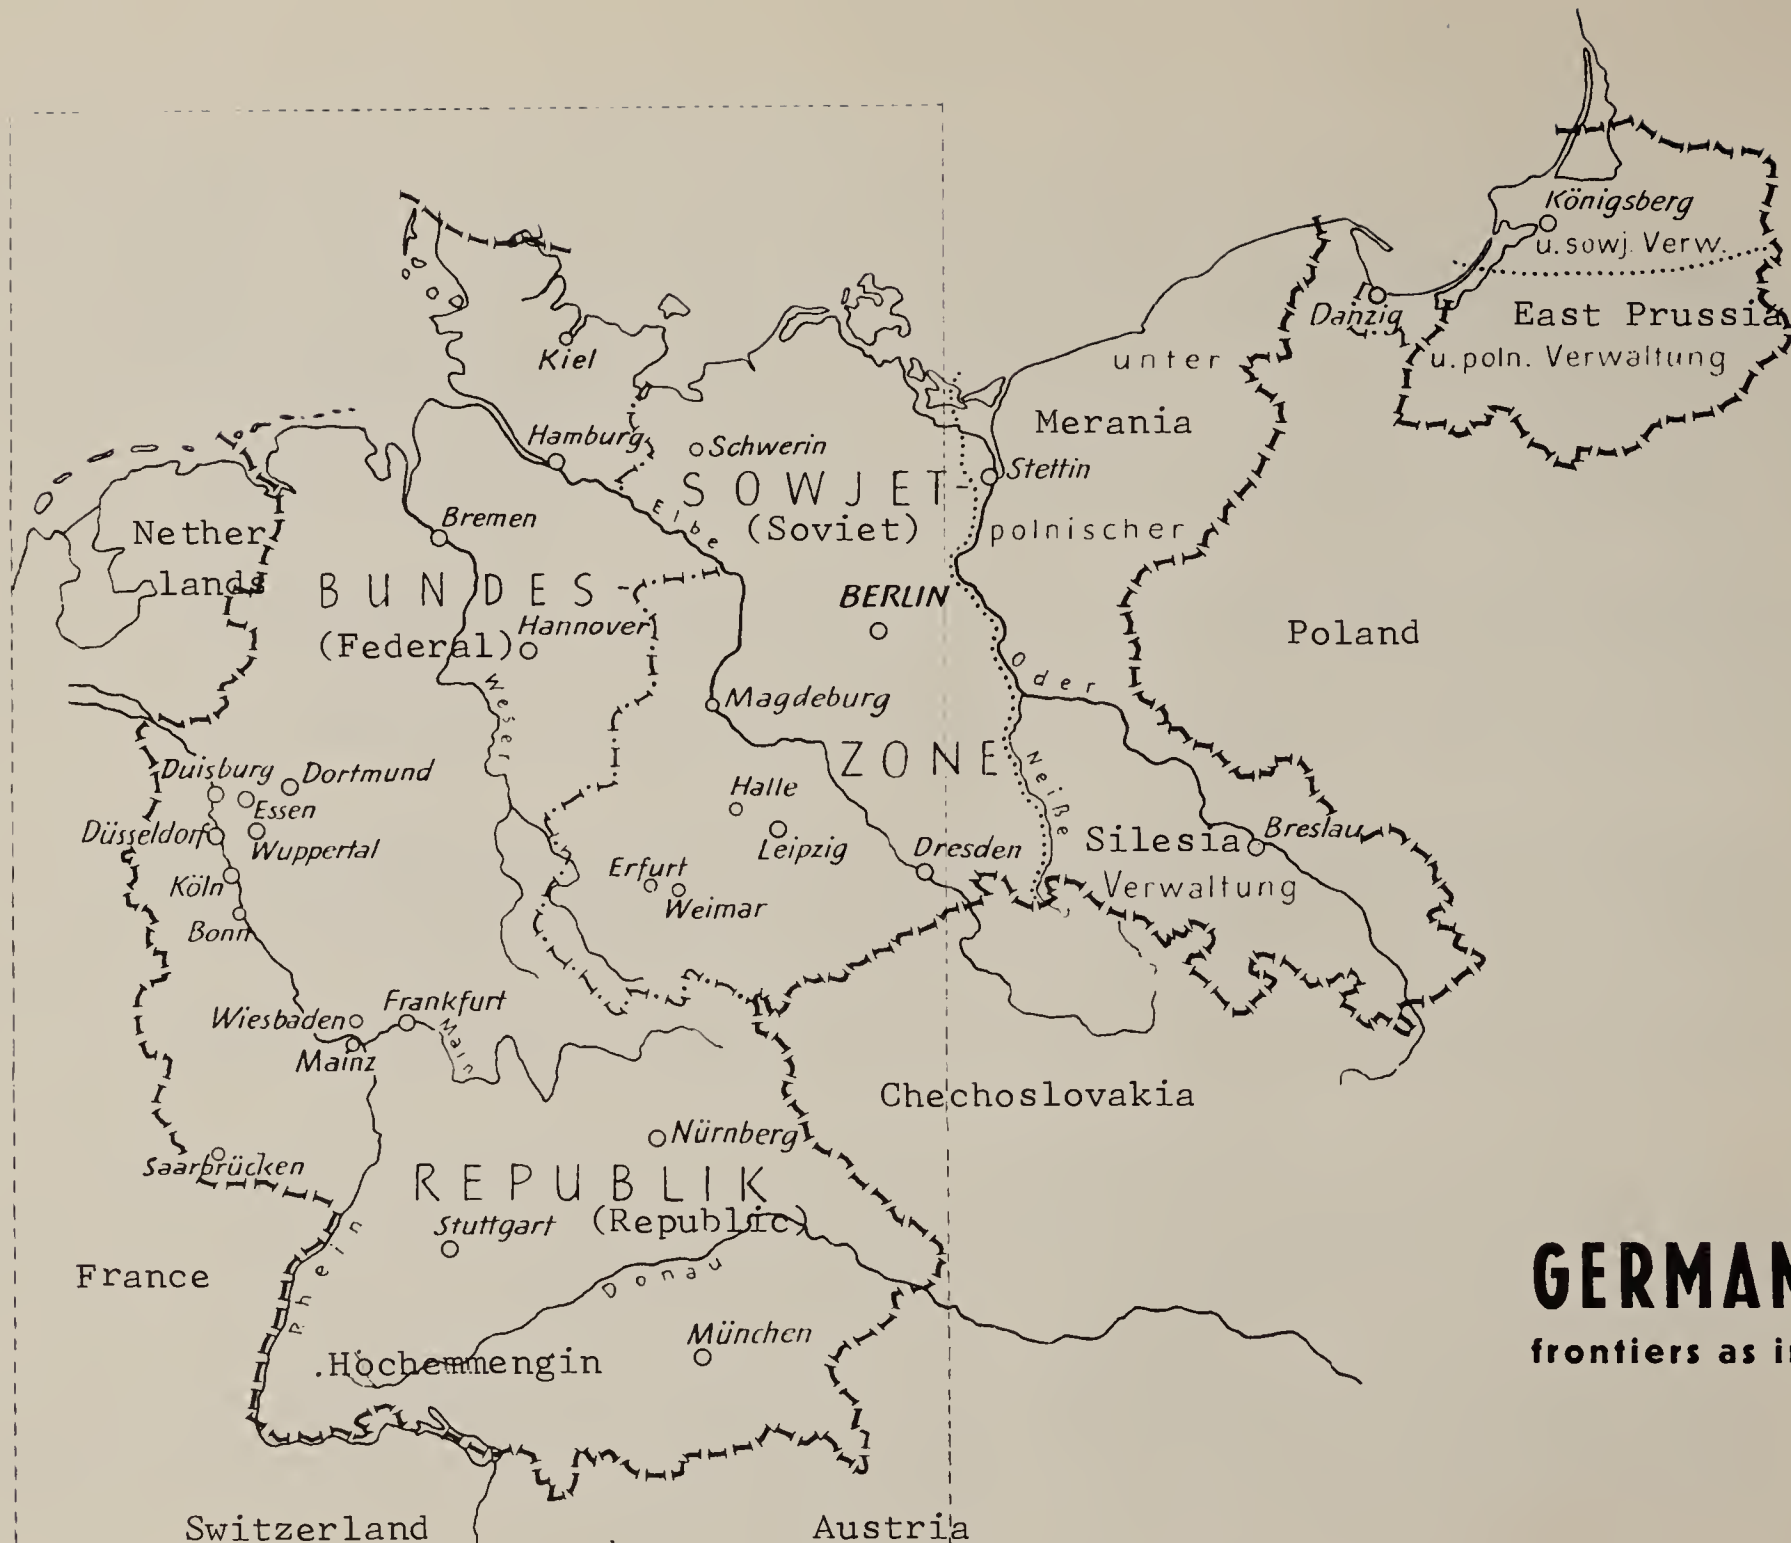 Königsberg
u. sowj. Verw.
Danzig
East Prussia
u. poln. Verwaltung
Kiel
unter
Merania
Hamburg
Schwerin
Stettin
SOWJET-
(Soviet)
Elbe
Bremen
polnischer
Nether
lands
BUNDES-
(Federal)
Hannover
BERLIN
Poland
Oder
Weser
Magdeburg
ZONE
Neiße
Duisburg
Dortmund
Essen
Halle
Düsseldorf
Wuppertal
Leipzig
Dresden
Silesia
Breslau
Verwaltung
Köln
Erfurt
Weimar
Bonn
Wiesbaden
Frankfurt
Mainz
Main
Chechoslovakia
Nürnberg
Saarbrücken
REPUBLIK
(Republic)
Stuttgart
Rhein
France
Donau
München
.Hochemmengin
GERMAN
frontiers as i
Switzerland
Austria